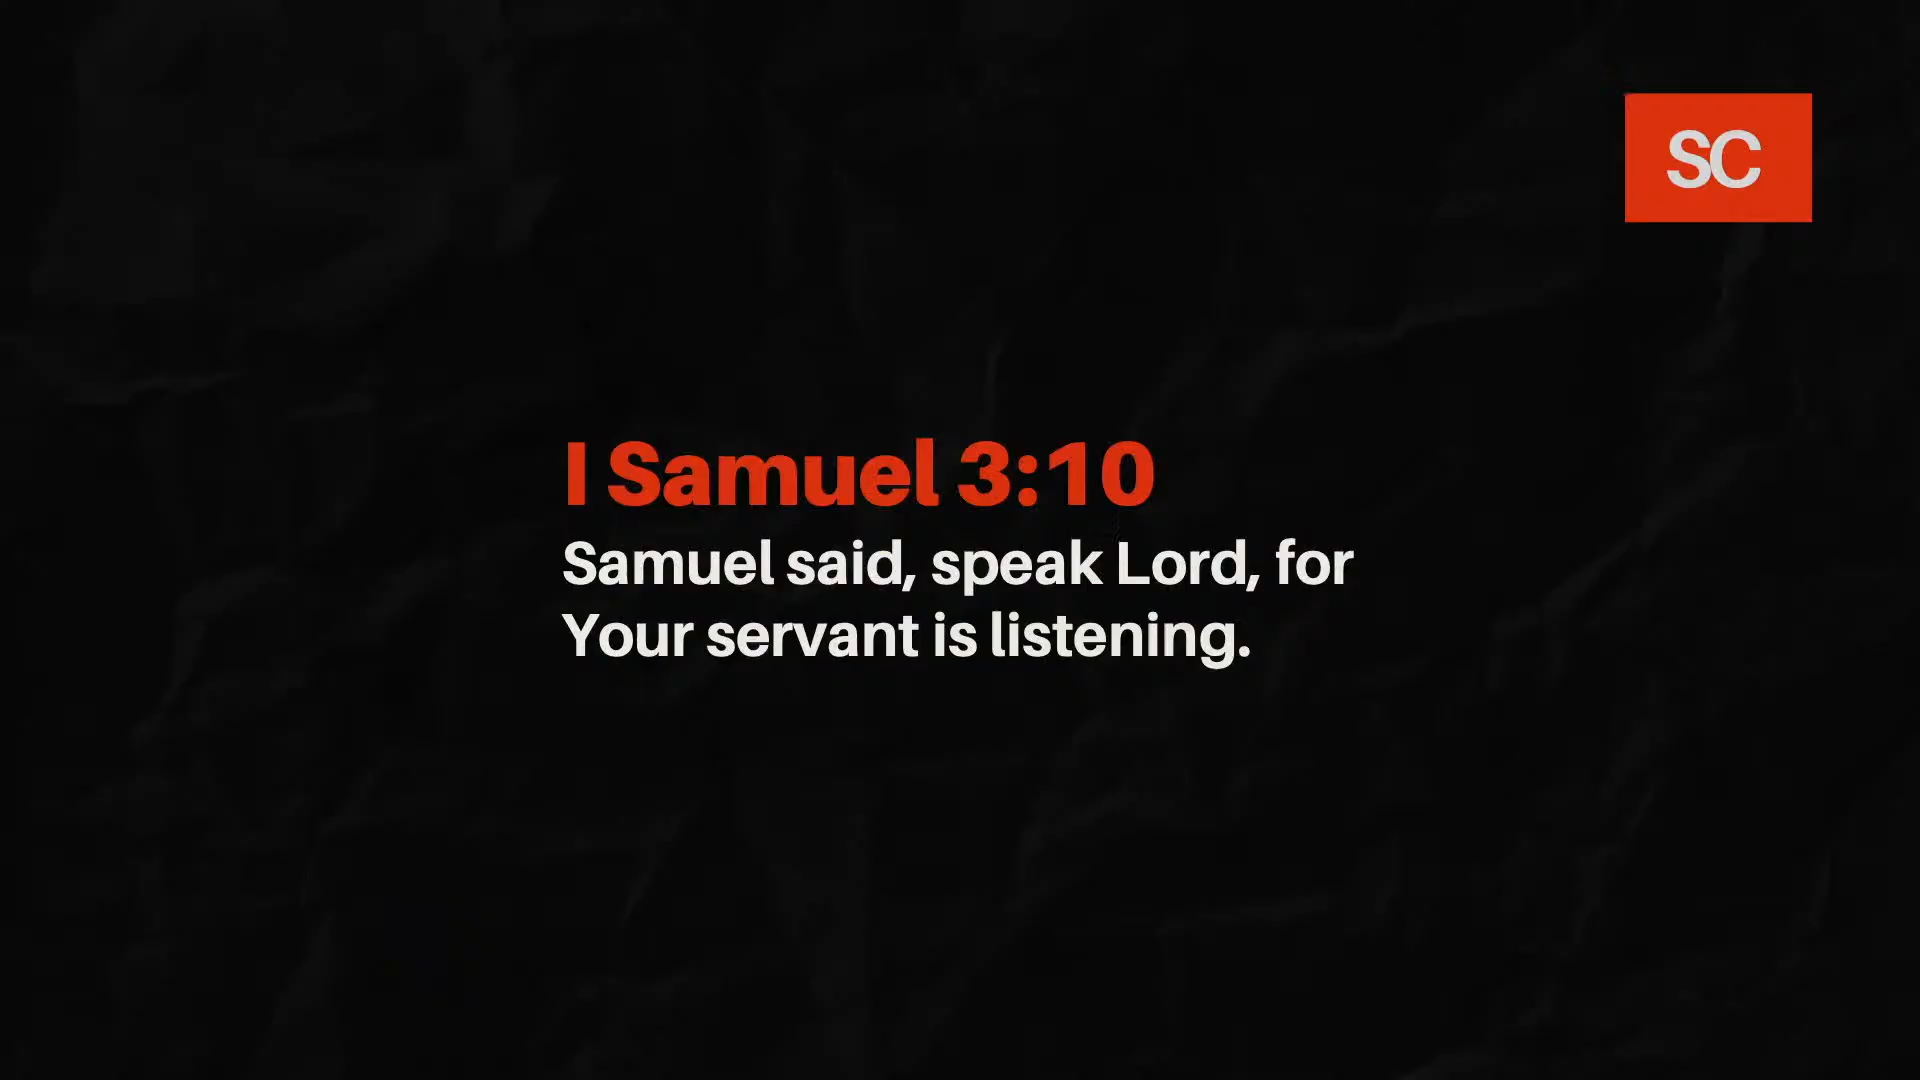 SC
I Samuel 3:10
Samuel said, speak Lord, for
Your servant is listening.